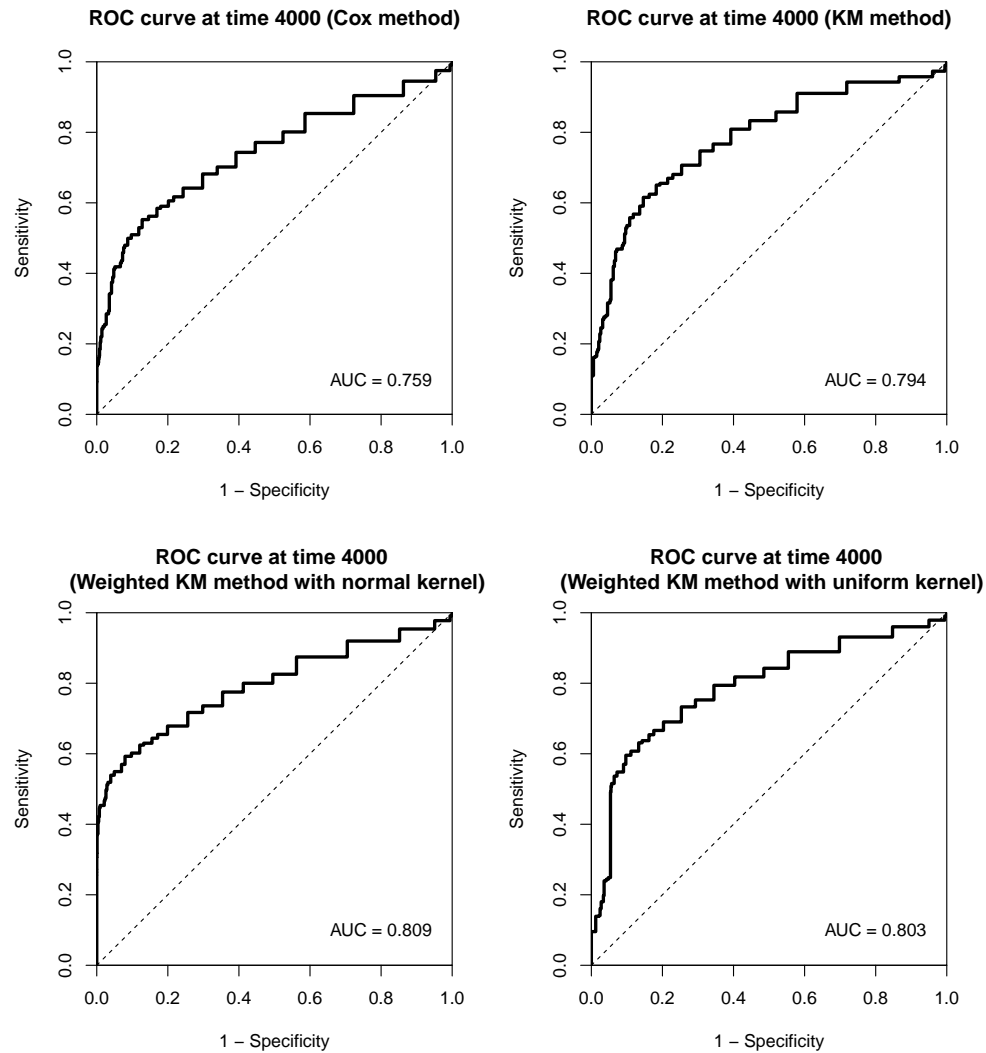 ROC curve at time 4000 (Cox method)
Sensitivity
1.0
0.8
0.6
0.4
0.2
0.0
AUC = 0.759
0.0 0.2 0.4 0.6 0.8 1.0
1 − Specificity
ROC curve at time 4000 (KM method)
Sensitivity
1.0
0.8
0.6
0.4
0.2
0.0
AUC = 0.794
0.0 0.2 0.4 0.6 0.8 1.0
1 − Specificity
ROC curve at time 4000
(Weighted KM method with normal kernel)
Sensitivity
1.0
0.8
0.6
0.4
0.2
0.0
AUC = 0.809
0.0 0.2 0.4 0.6 0.8 1.0
1 − Specificity
ROC curve at time 4000
(Weighted KM method with uniform kernel)
Sensitivity
1.0
0.8
0.6
0.4
0.2
0.0
AUC = 0.803
0.0 0.2 0.4 0.6 0.8 1.0
1 − Specificity